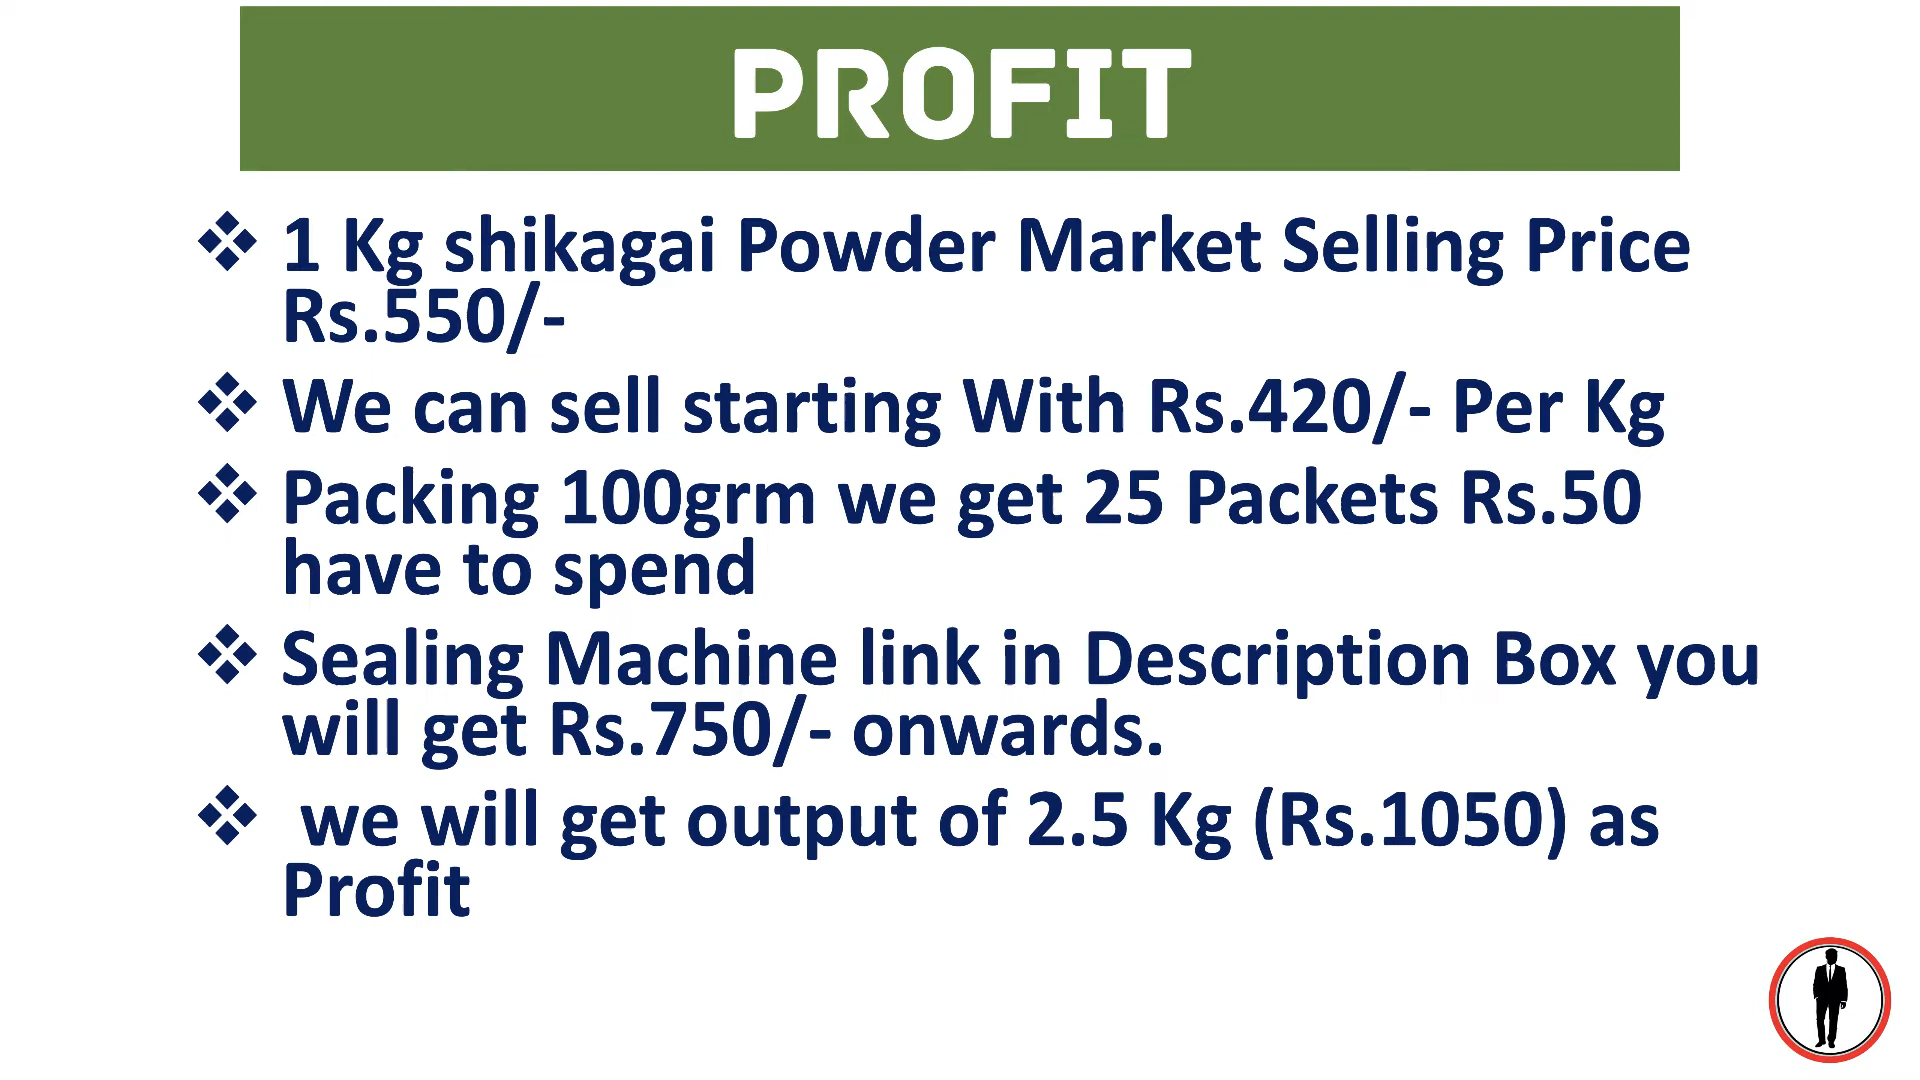 PROFIT
❖ 1 Kg shikagai Powder Market Selling Price
Rs.550/-
❖ We can sell starting With Rs.420/- Per Kg
❖ Packing 100grm we get 25 Packets Rs.50
have to spend
❖ Sealing Machine link in Description Box you
will get Rs.750/- onwards.
❖ we will get output of 2.5 Kg (Rs.1050) as
Profit